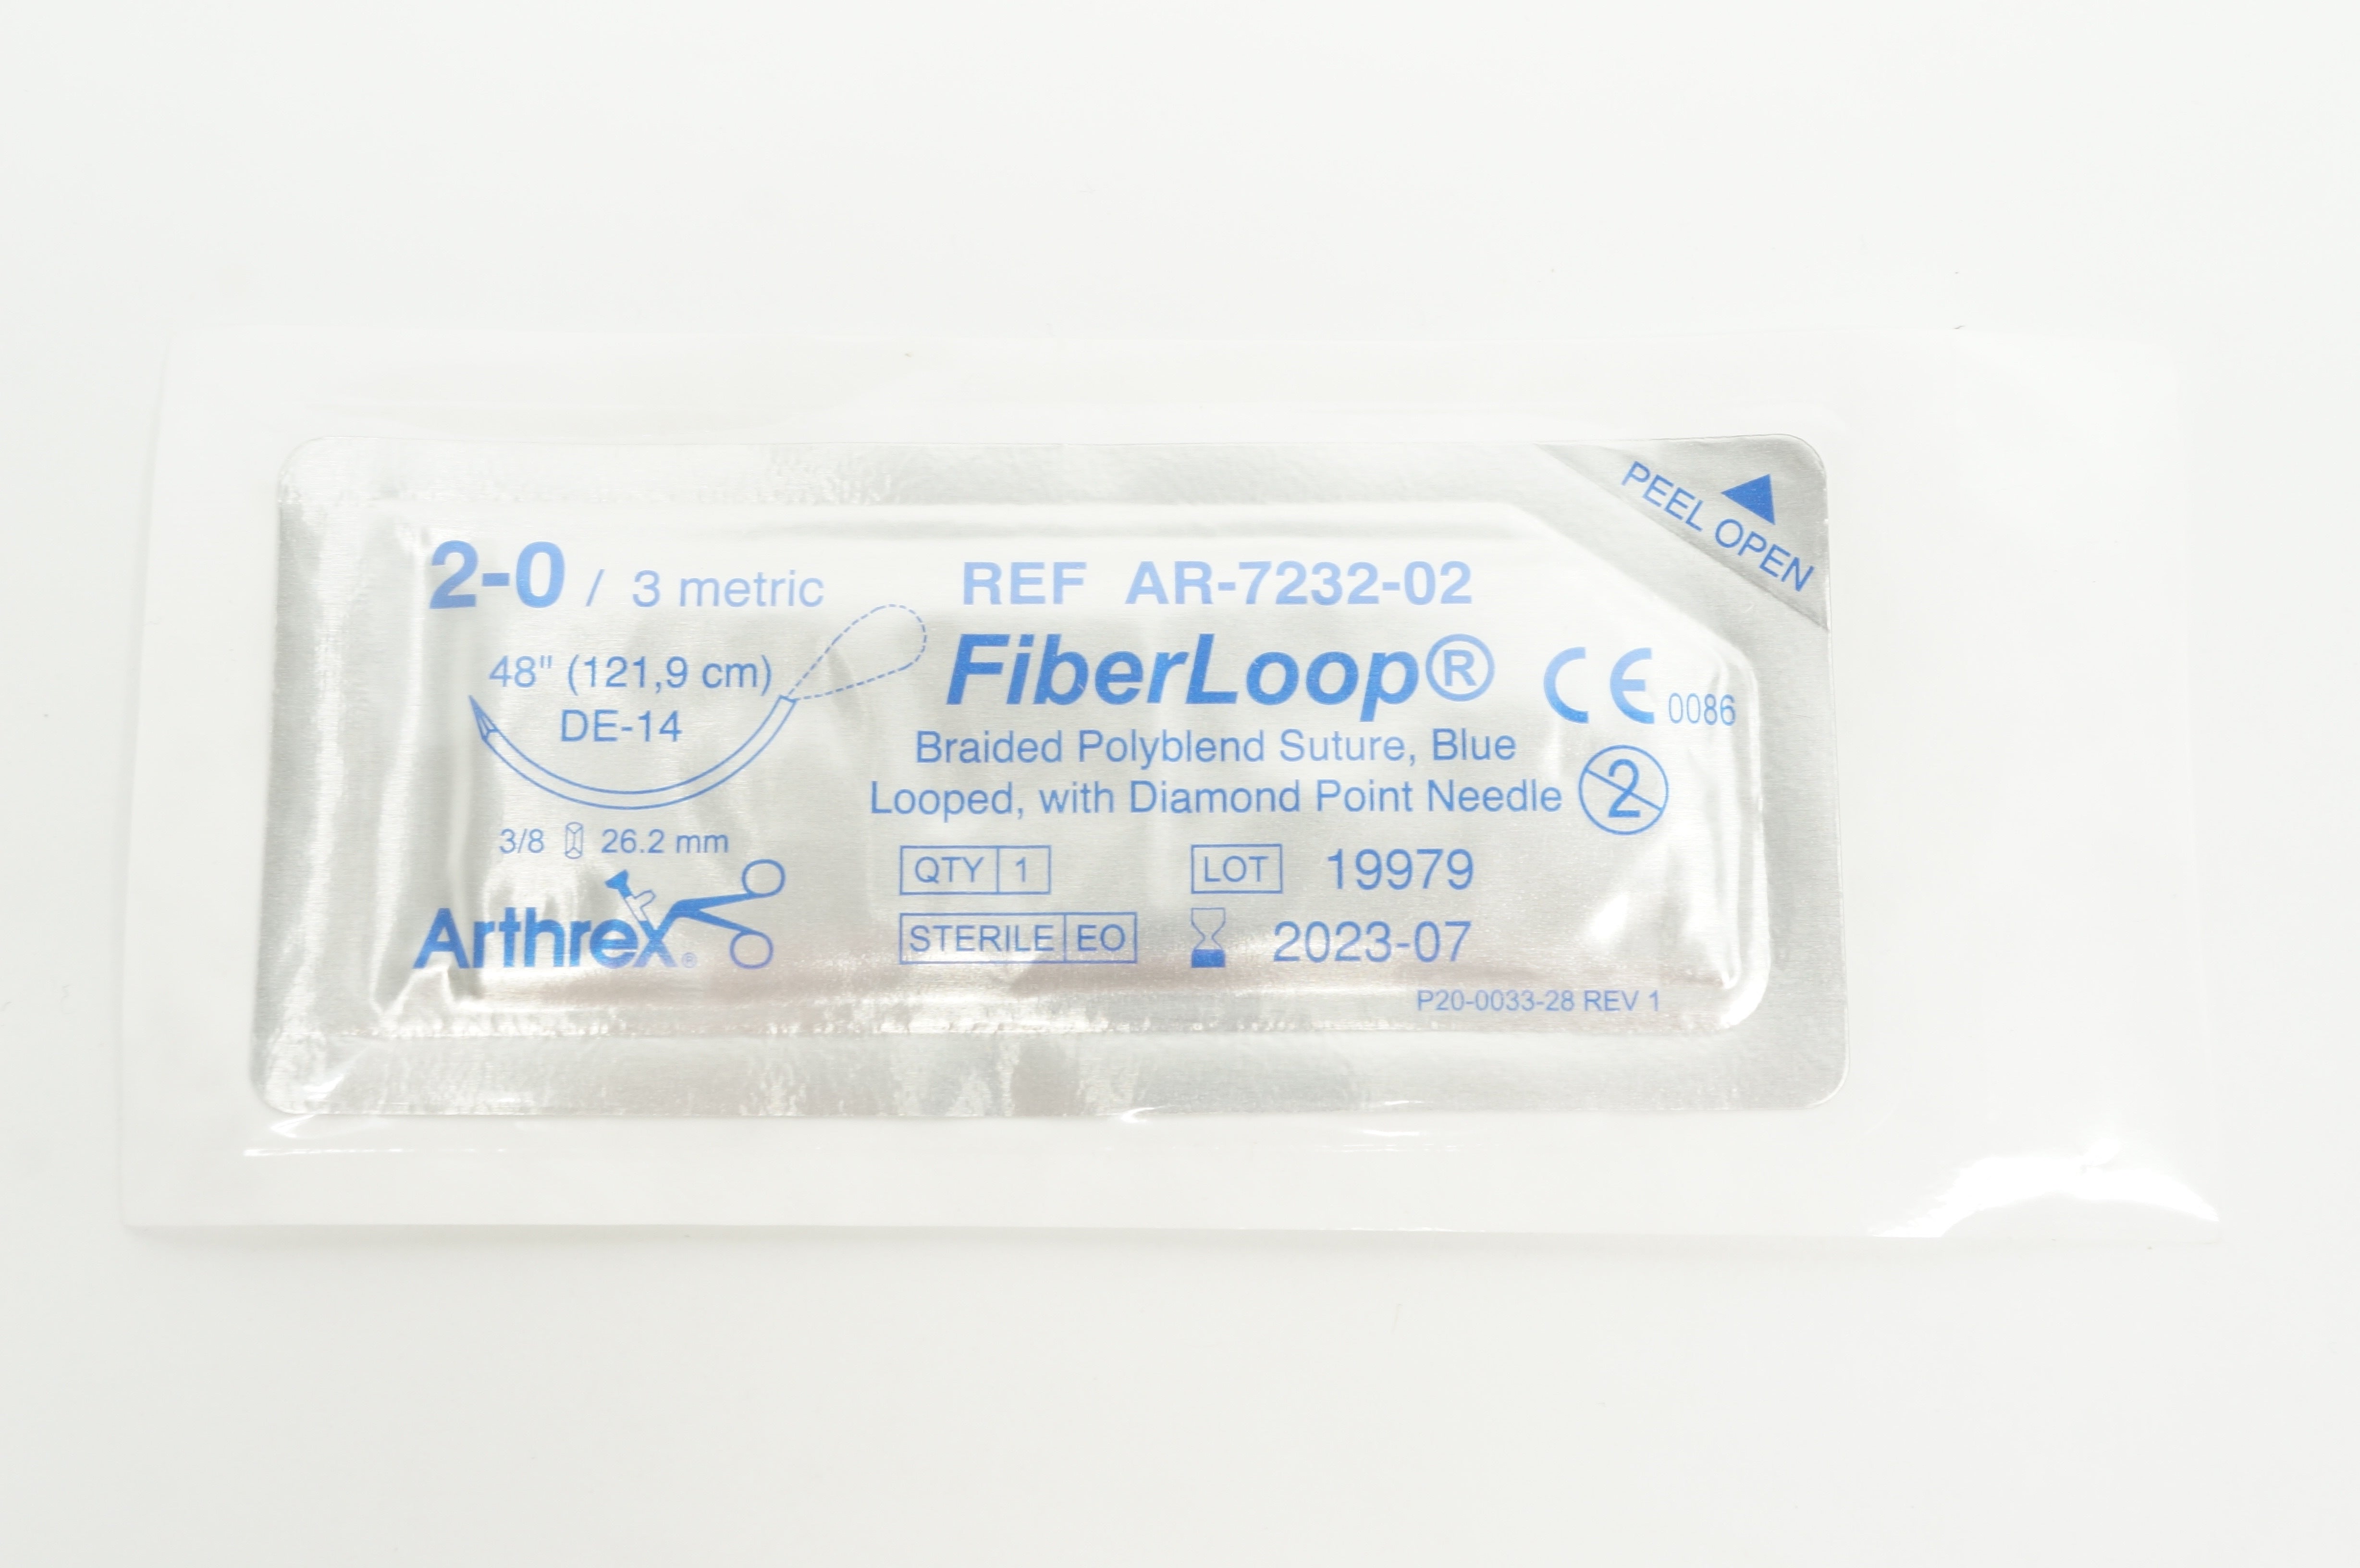 PEEL OPEN
2-0 / 3 metric
48" (121,9 cm)
DE-14
3/8 26.2 mm
Arthrex®
REF AR-7232-02
FiberLoop®
CE 0086
Braided Polyblend Suture, Blue
Looped, with Diamond Point Needle
2
QTY 1
LOT 19979
STERILE EO
2023-07
P20-0033-28 REV 1